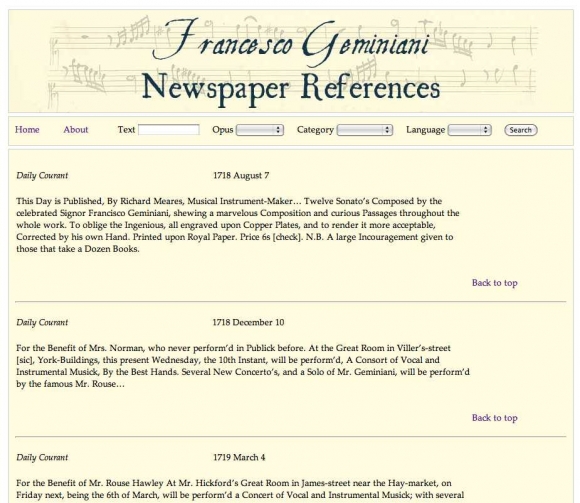 Francesco Geminiani
Newspaper References
Home About Text Opus Category Language Search
Daily Courant 1718 August 7
This Day is Published, By Richard Meares, Musical Instrument-Maker… Twelve Sonato's Composed by the
celebrated Signor Francisco Geminiani, shewing a marvelous Composition and curious Passages throughout the
whole work. To oblige the Ingenious, all engraved upon Copper Plates, and to render it more acceptable,
Corrected by his own Hand. Printed upon Royal Paper. Price 6s [check]. N.B. A large Incouragement given to
those that take a Dozen Books.
Back to top
Daily Courant 1718 December 10
For the Benefit of Mrs. Norman, who never perform'd in Publick before. At the Great Room in Viller's-street
[sic], York-Buildings, this present Wednesday, the 10th Instant, will be perform'd, A Consort of Vocal and
Instrumental Musick, By the Best Hands. Several New Concerto's, and a Solo of Mr. Geminiani, will be perform'd
by the famous Mr. Rouse…
Back to top
Daily Courant 1719 March 4
For the Benefit of Mr. Rouse Hawley At Mr. Hickford's Great Room in James-street near the Hay-market, on
Friday next, being the 6th of March, will be perform'd a Concert of Vocal and Instrumental Musick; with several